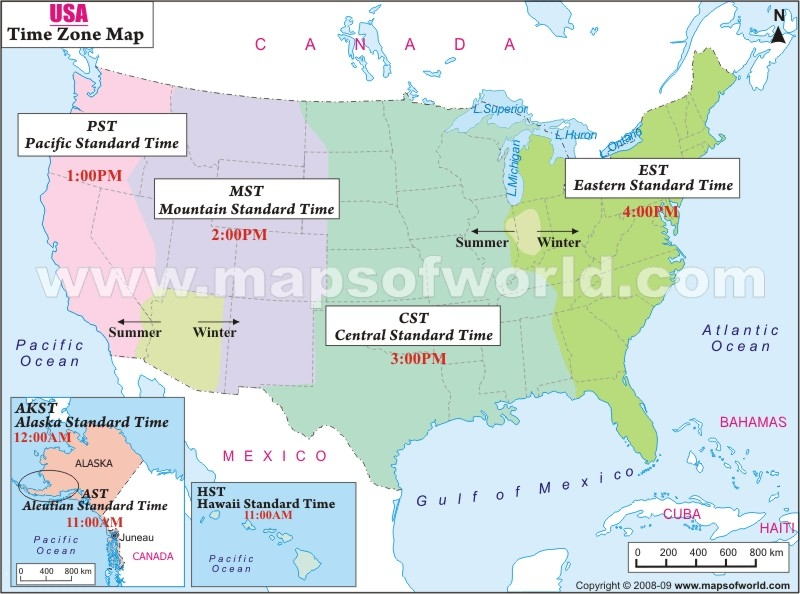 USA
Time Zone Map
C A N A D A
N
PST
Pacific Standard Time
1:00PM
MST
Mountain Standard Time
2:00PM
L.Superior
L.Huron
L.Ontario
L.Michigan
EST
Eastern Standard Time
4:00PM
Summer
Winter
www.mapsofworld.com
CST
Central Standard Time
3:00PM
Summer
Winter
Pacific
Ocean
Atlantic
Ocean
AKST
Alaska Standard Time
12:00AM
ALASKA
AST
Aleutian Standard Time
11:00AM
Pacific
Ocean
Juneau
CANADA
0 400 800 km
M E X I C O
HST
Hawaii Standard Time
11:00AM
Pacific
Ocean
Gulf of Mexico
BAHAMAS
CUBA
HAITI
0 200 400 600 800 km
Copyright © 2008-09 www.mapsofworld.com